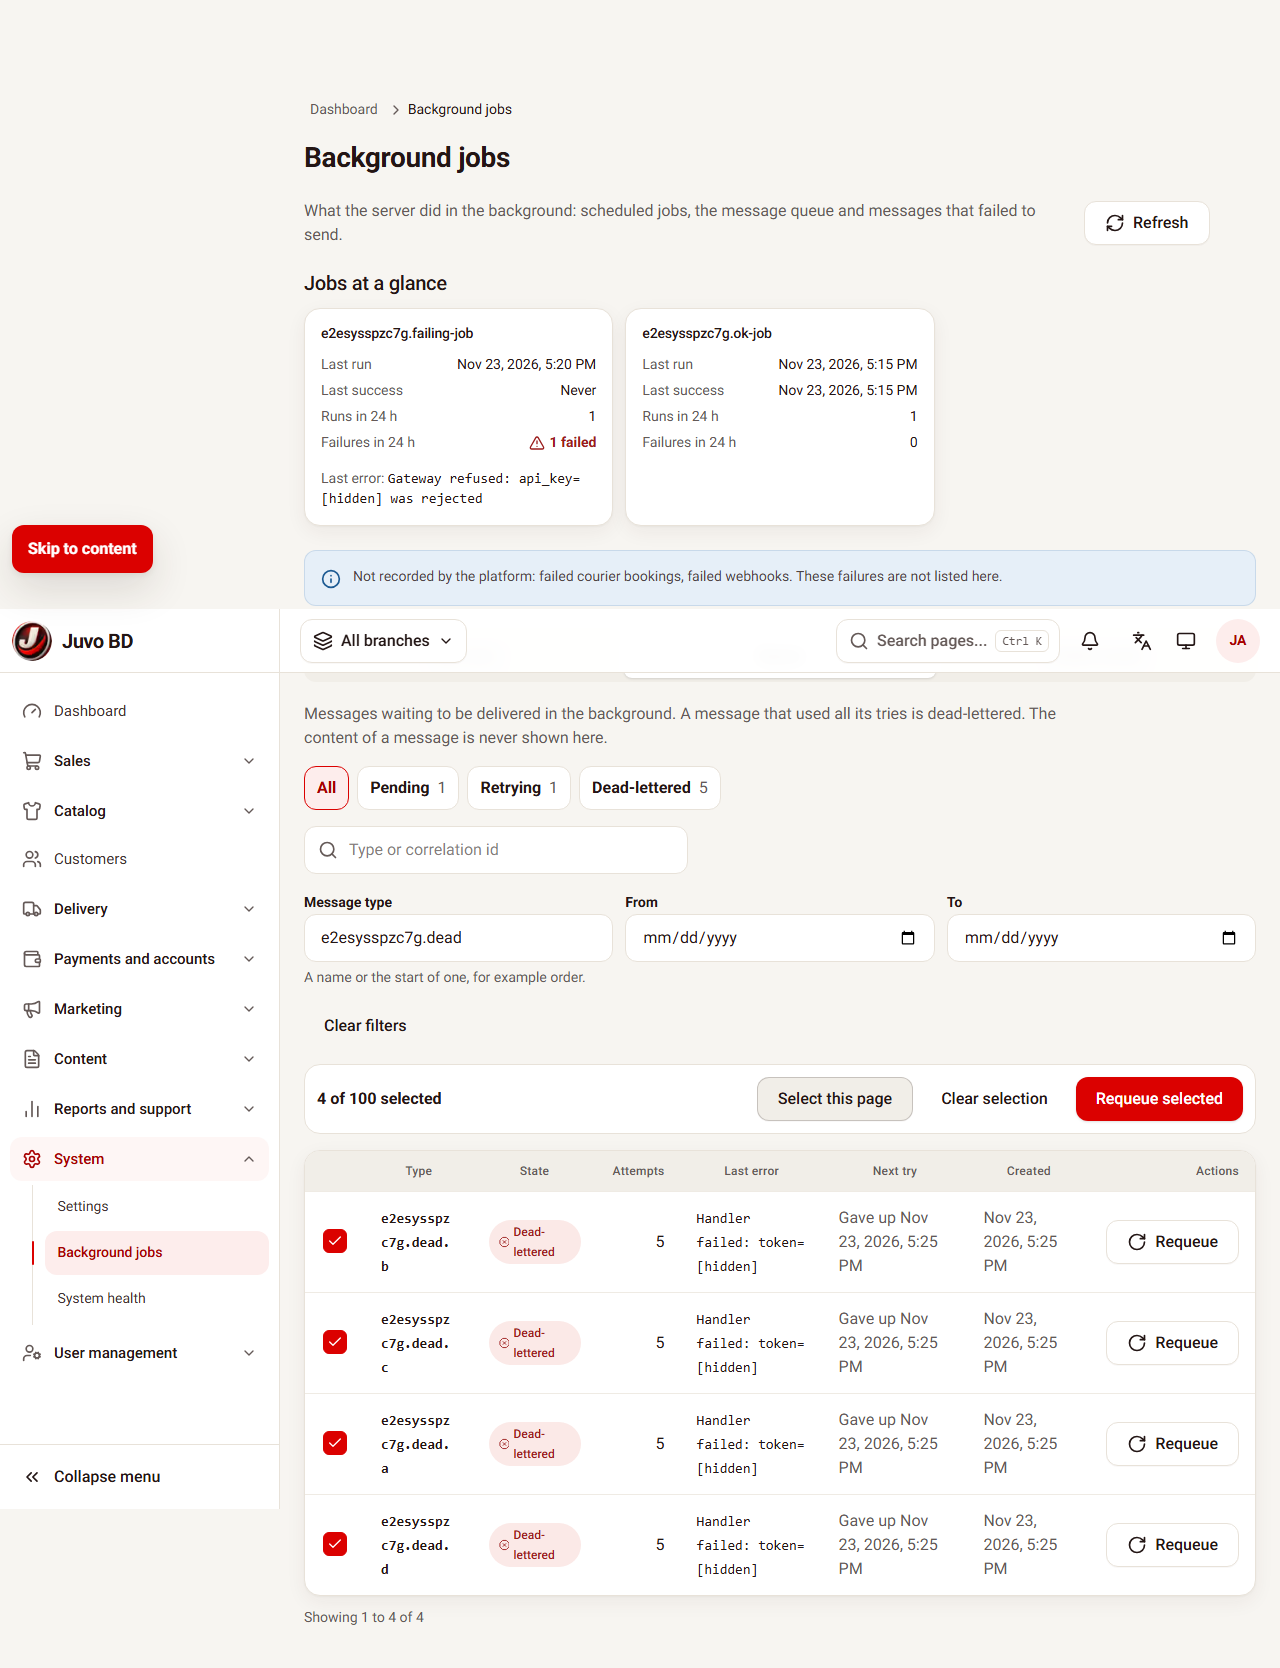 Dashboard > Background jobs
Background jobs
What the server did in the background: scheduled jobs, the message queue and messages that failed to
send.
Refresh
Jobs at a glance
e2esysspzc7g.failing-job
Last run Nov 23, 2026, 5:20 PM
Last success Never
Runs in 24 h 1
Failures in 24 h 1 failed
Last error: Gateway refused: api_key=
[hidden] was rejected
e2esysspzc7g.ok-job
Last run Nov 23, 2026, 5:15 PM
Last success Nov 23, 2026, 5:15 PM
Runs in 24 h 1
Failures in 24 h 0
Skip to content
Not recorded by the platform: failed courier bookings, failed webhooks. These failures are not listed here.
Juvo BD
All branches
Search pages... Ctrl K
JA
Dashboard
Sales
Catalog
Customers
Delivery
Payments and accounts
Marketing
Content
Reports and support
System
Settings
Background jobs
System health
User management
Collapse menu
Messages waiting to be delivered in the background. A message that used all its tries is dead-lettered. The
content of a message is never shown here.
All
Pending 1
Retrying 1
Dead-lettered 5
Type or correlation id
Message type From To
e2esysspzc7g.dead mm/dd/yyyy mm/dd/yyyy
A name or the start of one, for example order.
Clear filters
4 of 100 selected Select this page Clear selection Requeue selected
Type State Attempts Last error Next try Created Actions
e2esysspz
c7g.dead.
b
Dead-
lettered
5
Handler
failed: token=
[hidden]
Gave up Nov
23, 2026, 5:25
PM
Nov 23,
2026, 5:25
PM
Requeue
e2esysspz
c7g.dead.
c
Dead-
lettered
5
Handler
failed: token=
[hidden]
Gave up Nov
23, 2026, 5:25
PM
Nov 23,
2026, 5:25
PM
Requeue
e2esysspz
c7g.dead.
a
Dead-
lettered
5
Handler
failed: token=
[hidden]
Gave up Nov
23, 2026, 5:25
PM
Nov 23,
2026, 5:25
PM
Requeue
e2esysspz
c7g.dead.
d
Dead-
lettered
5
Handler
failed: token=
[hidden]
Gave up Nov
23, 2026, 5:25
PM
Nov 23,
2026, 5:25
PM
Requeue
Showing 1 to 4 of 4